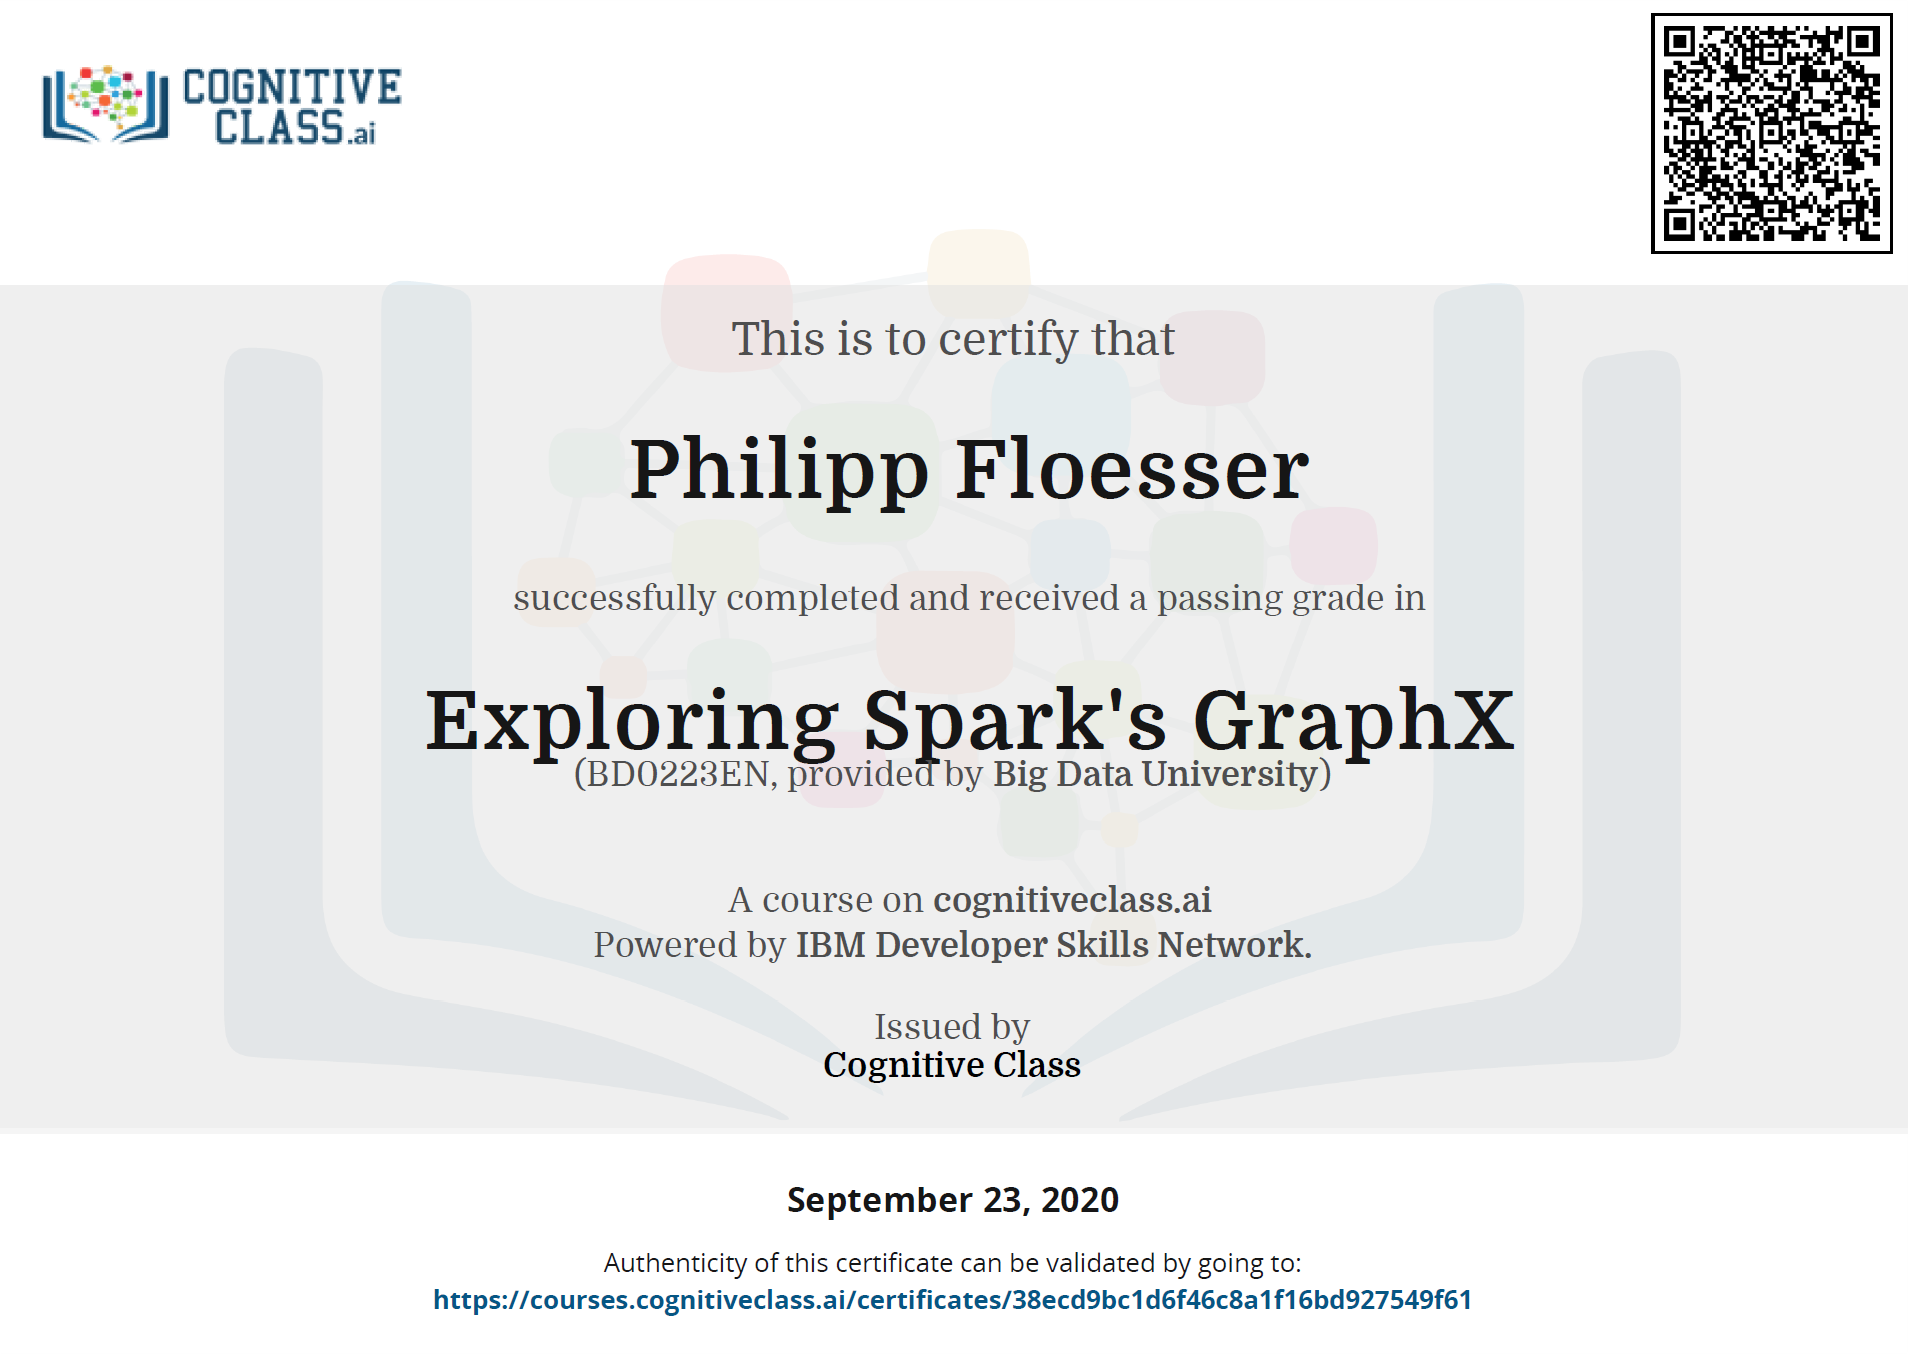 COGNITIVE
CLASS.ai
This is to certify that
Philipp Floesser
successfully completed and received a passing grade in
Exploring Spark's GraphX
(BD0223EN, provided by Big Data University)
A course on cognitiveclass.ai
Powered by IBM Developer Skills Network.
Issued by
Cognitive Class
September 23, 2020
Authenticity of this certificate can be validated by going to:
https://courses.cognitiveclass.ai/certificates/38ecd9bc1d6f46c8a1f16bd927549f61